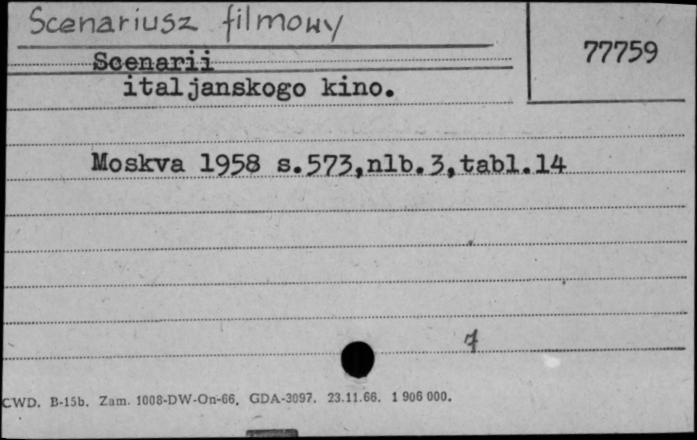 Scenariusz filmowy
77759
Scenarii
italjanskogo kino.
Moskva 1958 s.573,nlb.3,tabl.14
7
CWD. B-15b. Zam. 1008-DW-On-66. GDA-3097. 23.11.66. 1 906 000.